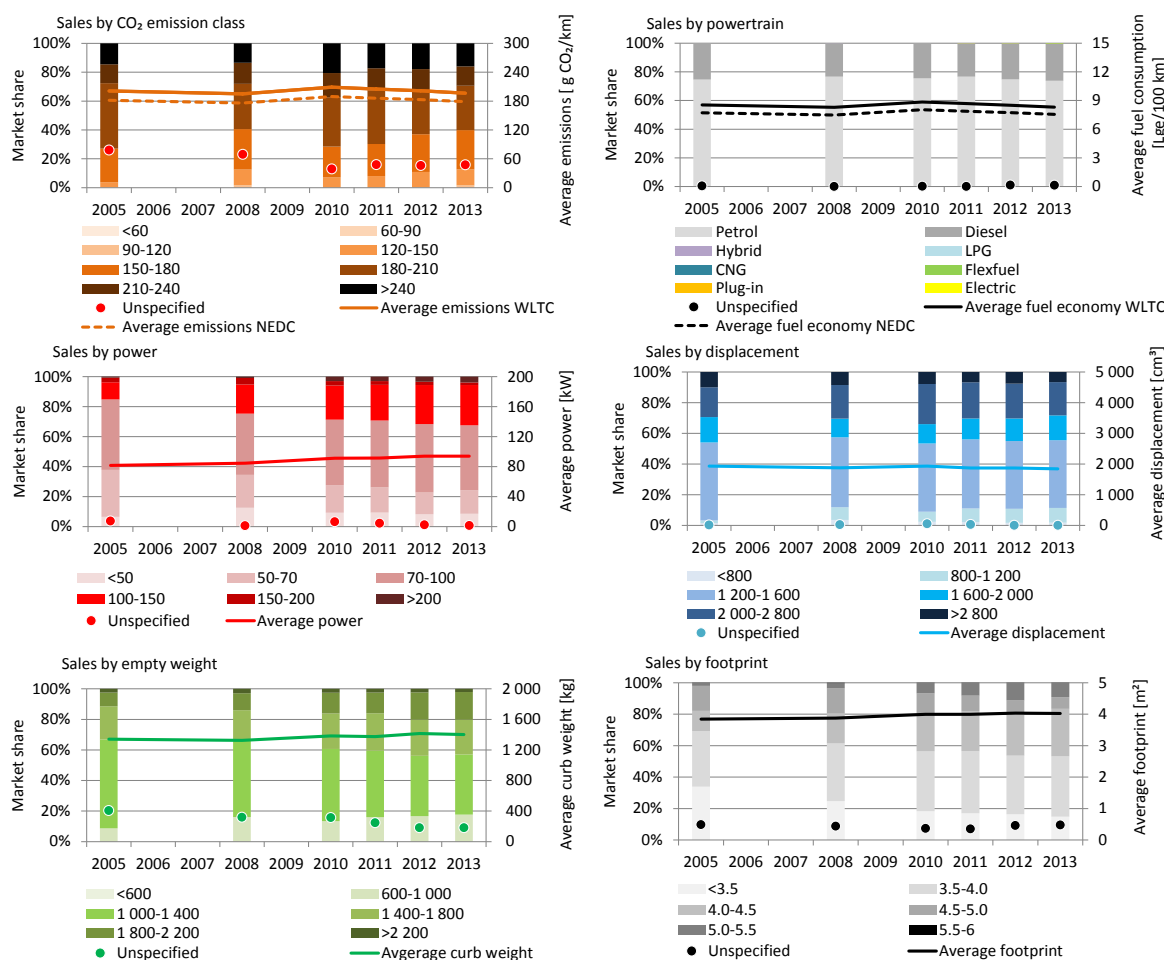 Sales by CO₂ emission class
Market share
100%
80%
60%
40%
20%
0%
300
240
180
120
60
0
Average emissions [ g CO₂/km]
2005 2006 2007 2008 2009 2010 2011 2012 2013
<60 60-90
90-120 120-150
150-180 180-210
210-240 >240
Unspecified Average emissions WLTC
Average emissions NEDC
Sales by powertrain
Market share
100%
80%
60%
40%
20%
0%
15
12
9
6
3
0
Average fuel consumption
[Lge/100 km]
2005 2006 2007 2008 2009 2010 2011 2012 2013
Petrol Diesel
Hybrid LPG
CNG Flexfuel
Plug-in Electric
Unspecified Average fuel economy WLTC
Average fuel economy NEDC
Sales by power
Market share
100%
80%
60%
40%
20%
0%
200
160
120
80
40
0
Average power [kW]
2005 2006 2007 2008 2009 2010 2011 2012 2013
<50 50-70 70-100
100-150 150-200 >200
Unspecified Average power
Sales by displacement
Market share
100%
80%
60%
40%
20%
0%
5 000
4 000
3 000
2 000
1 000
0
Average displacement [cm³]
2005 2006 2007 2008 2009 2010 2011 2012 2013
<800 800-1 200
1 200-1 600 1 600-2 000
2 000-2 800 >2 800
Unspecified Average displacement
Sales by empty weight
Market share
100%
80%
60%
40%
20%
0%
2 000
1 600
1 200
800
400
0
Average curb weight [kg]
2005 2006 2007 2008 2009 2010 2011 2012 2013
<600 600-1 000
1 000-1 400 1 400-1 800
1 800-2 200 >2 200
Unspecified Avgerage curb weight
Sales by footprint
Market share
100%
80%
60%
40%
20%
0%
5
4
3
2
1
0
Average footprint [m²]
2005 2006 2007 2008 2009 2010 2011 2012 2013
<3.5 3.5-4.0
4.0-4.5 4.5-5.0
5.0-5.5 5.5-6
Unspecified Average footprint